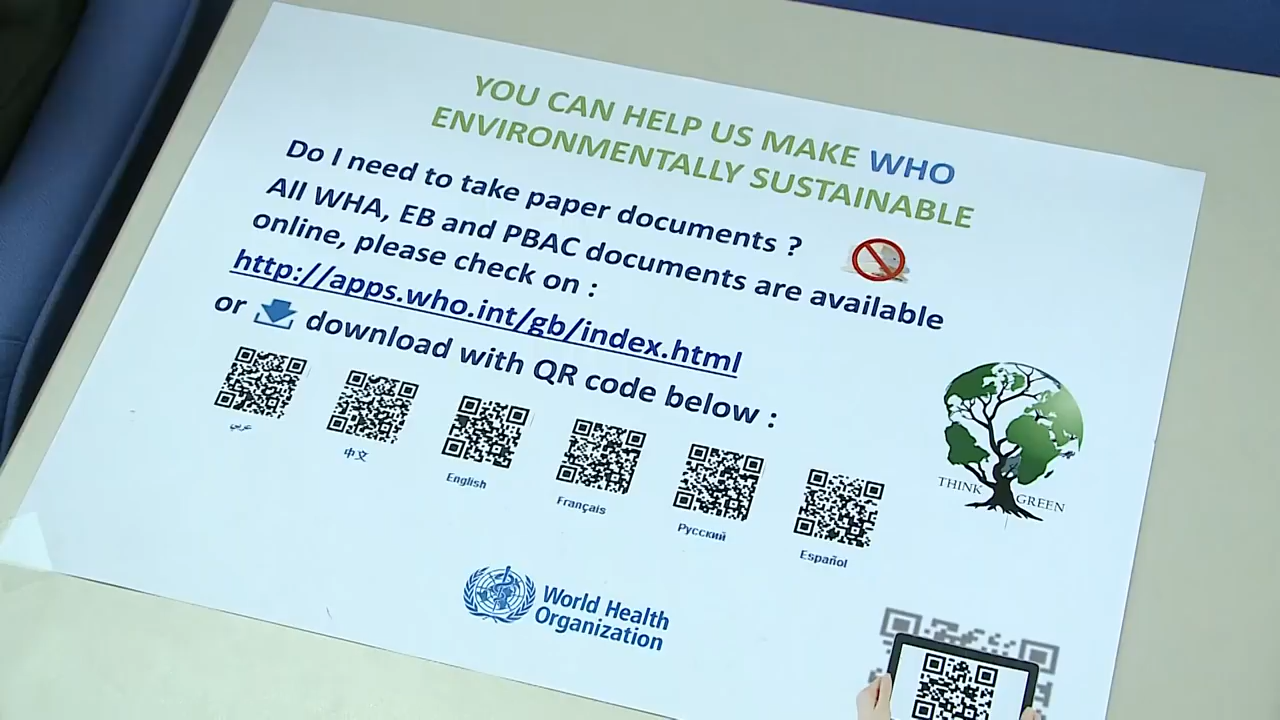 YOU CAN HELP US MAKE WHO
ENVIRONMENTALLY SUSTAINABLE
Do I need to take paper documents ?
All WHA, EB and PBAC documents are available
online, please check on :
http://apps.who.int/gb/index.html
or download with QR code below :
عربي
中文
English
Français
Русский
Español
THINK GREEN
World Health
Organization